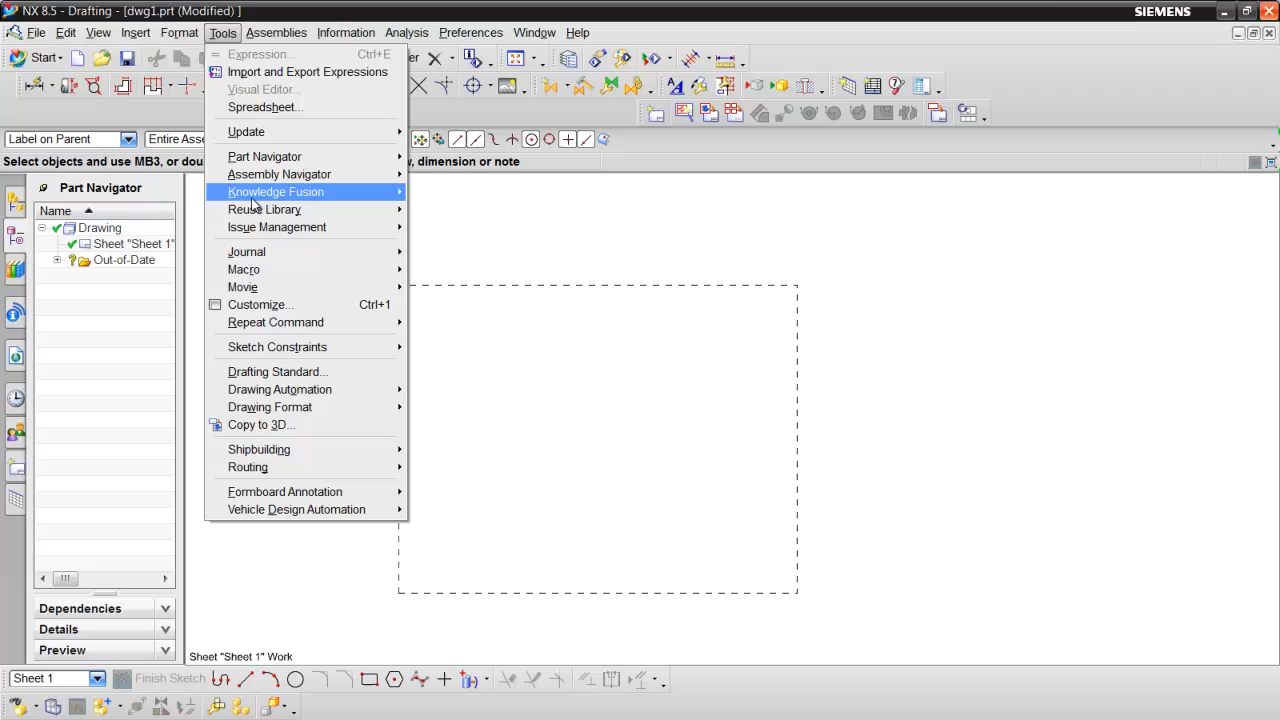 NX 8.5 - Drafting - [dwg1.prt (Modified) ]
SIEMENS
File Edit View Insert Format Tools Assemblies Information Analysis Preferences Window Help
Start
Expression... Ctrl+E
Import and Export Expressions
Visual Editor...
Spreadsheet...
Update
Part Navigator
Assembly Navigator
Knowledge Fusion
Reuse Library
Issue Management
Journal
Macro
Movie
Customize... Ctrl+1
Repeat Command
Sketch Constraints
Drafting Standard...
Drawing Automation
Drawing Format
Copy to 3D...
Shipbuilding
Routing
Formboard Annotation
Vehicle Design Automation
Label on Parent
Entire Asse
Select objects and use MB3, or dou
w, dimension or note
Part Navigator
Name
Drawing
Sheet "Sheet 1"
Out-of-Date
Dependencies
Details
Preview
Sheet "Sheet 1" Work
Sheet 1
Finish Sketch